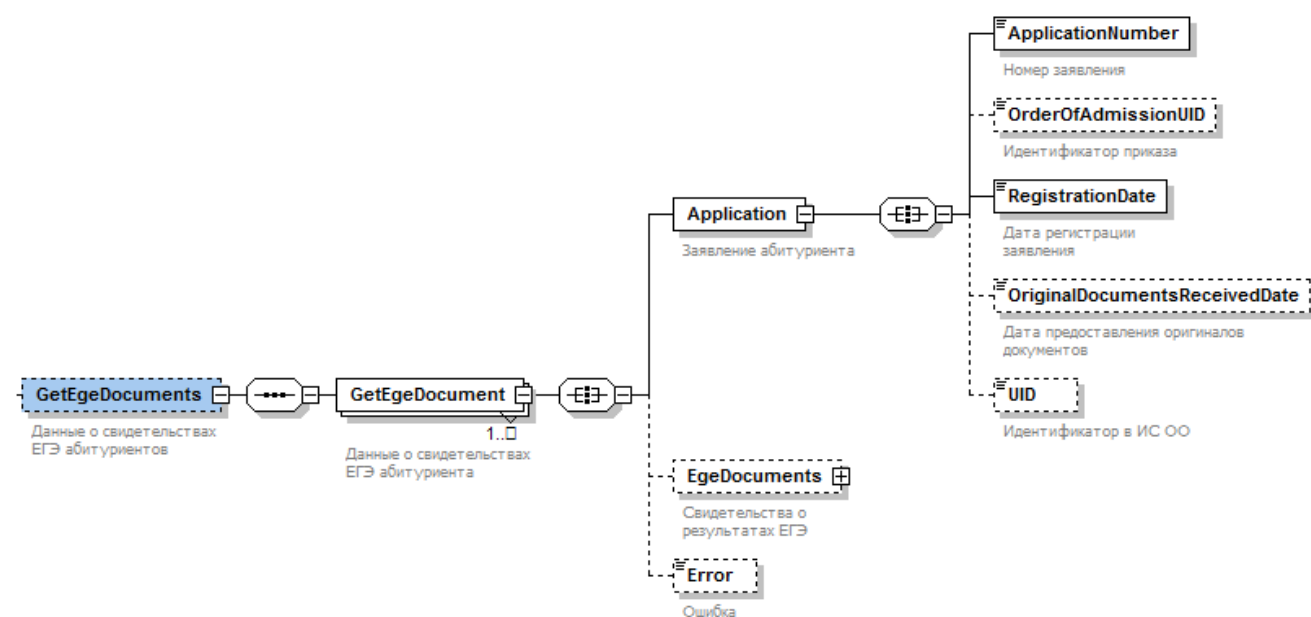 ApplicationNumber
Номер заявления
OrderOfAdmissionUID
Идентификатор приказа
RegistrationDate
Дата регистрации
заявления
OriginalDocumentsReceivedDate
Дата предоставления оригиналов
документов
UID
Идентификатор в ИС ОО
Application
Заявление абитуриента
GetEgeDocuments
Данные о свидетельствах
ЕГЭ абитуриентов
GetEgeDocument
1..□
Данные о свидетельствах
ЕГЭ абитуриента
EgeDocuments
Свидетельства о
результатах ЕГЭ
Error
Ошибка